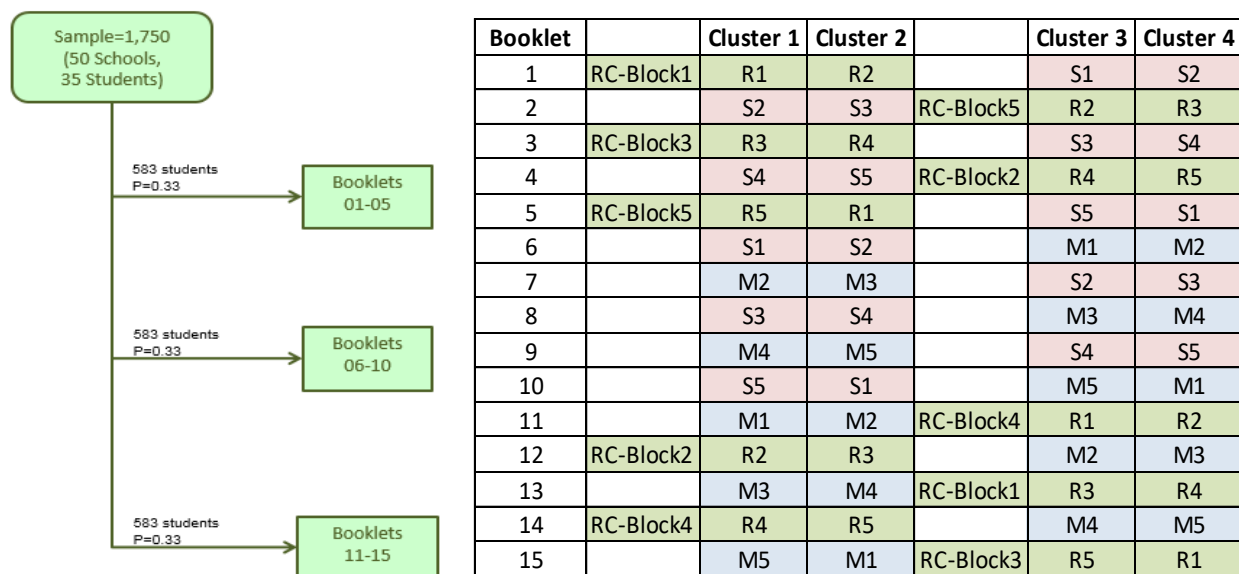 Sample=1,750
(50 Schools,
35 Students)
583 students
P=0.33
Booklets
01-05
583 students
P=0.33
Booklets
06-10
583 students
P=0.33
Booklets
11-15
Booklet Cluster 1 Cluster 2 Cluster 3 Cluster 4
1 RC-Block1 R1 R2 S1 S2
2 S2 S3 RC-Block5 R2 R3
3 RC-Block3 R3 R4 S3 S4
4 S4 S5 RC-Block2 R4 R5
5 RC-Block5 R5 R1 S5 S1
6 S1 S2 M1 M2
7 M2 M3 S2 S3
8 S3 S4 M3 M4
9 M4 M5 S4 S5
10 S5 S1 M5 M1
11 M1 M2 RC-Block4 R1 R2
12 RC-Block2 R2 R3 M2 M3
13 M3 M4 RC-Block1 R3 R4
14 RC-Block4 R4 R5 M4 M5
15 M5 M1 RC-Block3 R5 R1